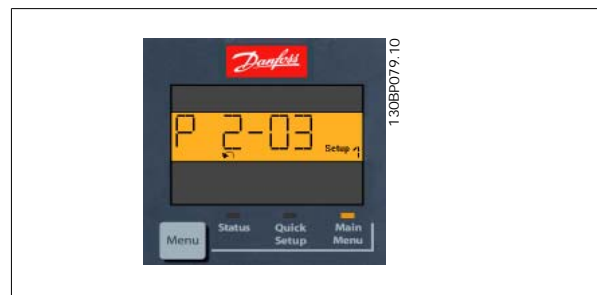 Danfoss
130BP079.10
P 2-03
Setup 1
Status
Quick Setup
Main Menu
Menu